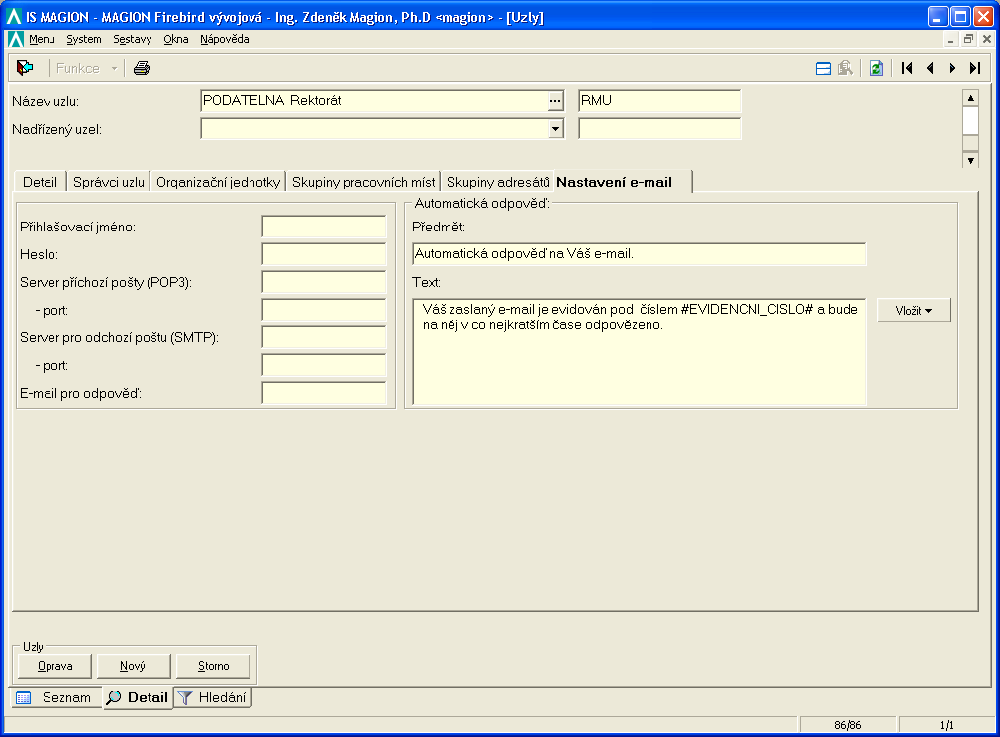 IS MAGION - MAGION Firebird vývojová - Ing. Zdeněk Magion, Ph.D <magion> - [Uzly]
Menu System Sestavy Okna Nápověda
Funkce
Název uzlu: PODATELNA Rektorát ... RMU
Nadřízený uzel:
Detail Správci uzlu Organizační jednotky Skupiny pracovních míst Skupiny adresátů Nastavení e-mail
Automatická odpověď:
Přihlašovací jméno:
Předmět:
Heslo:
Automatická odpověď na Váš e-mail.
Server příchozí pošty (POP3):
Text:
- port:
Váš zaslaný e-mail je evidován pod číslem #EVIDENCNI_CISLO# a bude
na něj v co nejkratším čase odpovězeno.
Vložit
Server pro odchozí poštu (SMTP):
- port:
E-mail pro odpověď:
Uzly
Oprava Nový Storno
Seznam Detail Hledání
86/86 1/1